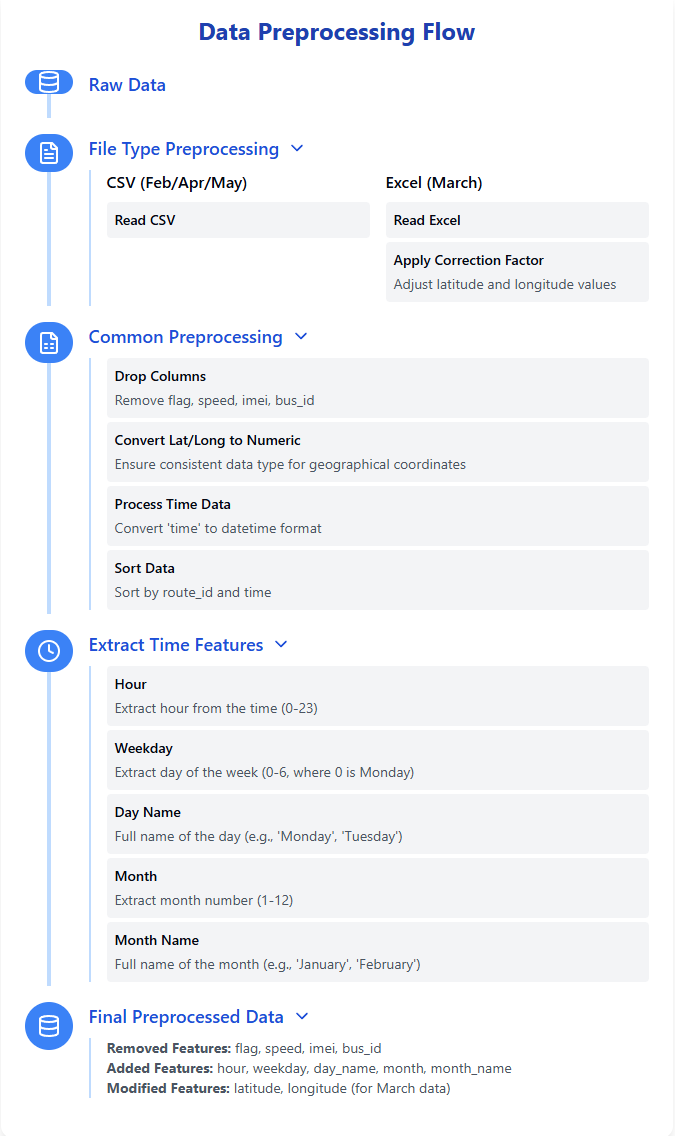 Data Preprocessing Flow
Raw Data
File Type Preprocessing
CSV (Feb/Apr/May)
Read CSV
Excel (March)
Read Excel
Apply Correction Factor
Adjust latitude and longitude values
Common Preprocessing
Drop Columns
Remove flag, speed, imei, bus_id
Convert Lat/Long to Numeric
Ensure consistent data type for geographical coordinates
Process Time Data
Convert 'time' to datetime format
Sort Data
Sort by route_id and time
Extract Time Features
Hour
Extract hour from the time (0-23)
Weekday
Extract day of the week (0-6, where 0 is Monday)
Day Name
Full name of the day (e.g., 'Monday', 'Tuesday')
Month
Extract month number (1-12)
Month Name
Full name of the month (e.g., 'January', 'February')
Final Preprocessed Data
Removed Features: flag, speed, imei, bus_id
Added Features: hour, weekday, day_name, month, month_name
Modified Features: latitude, longitude (for March data)